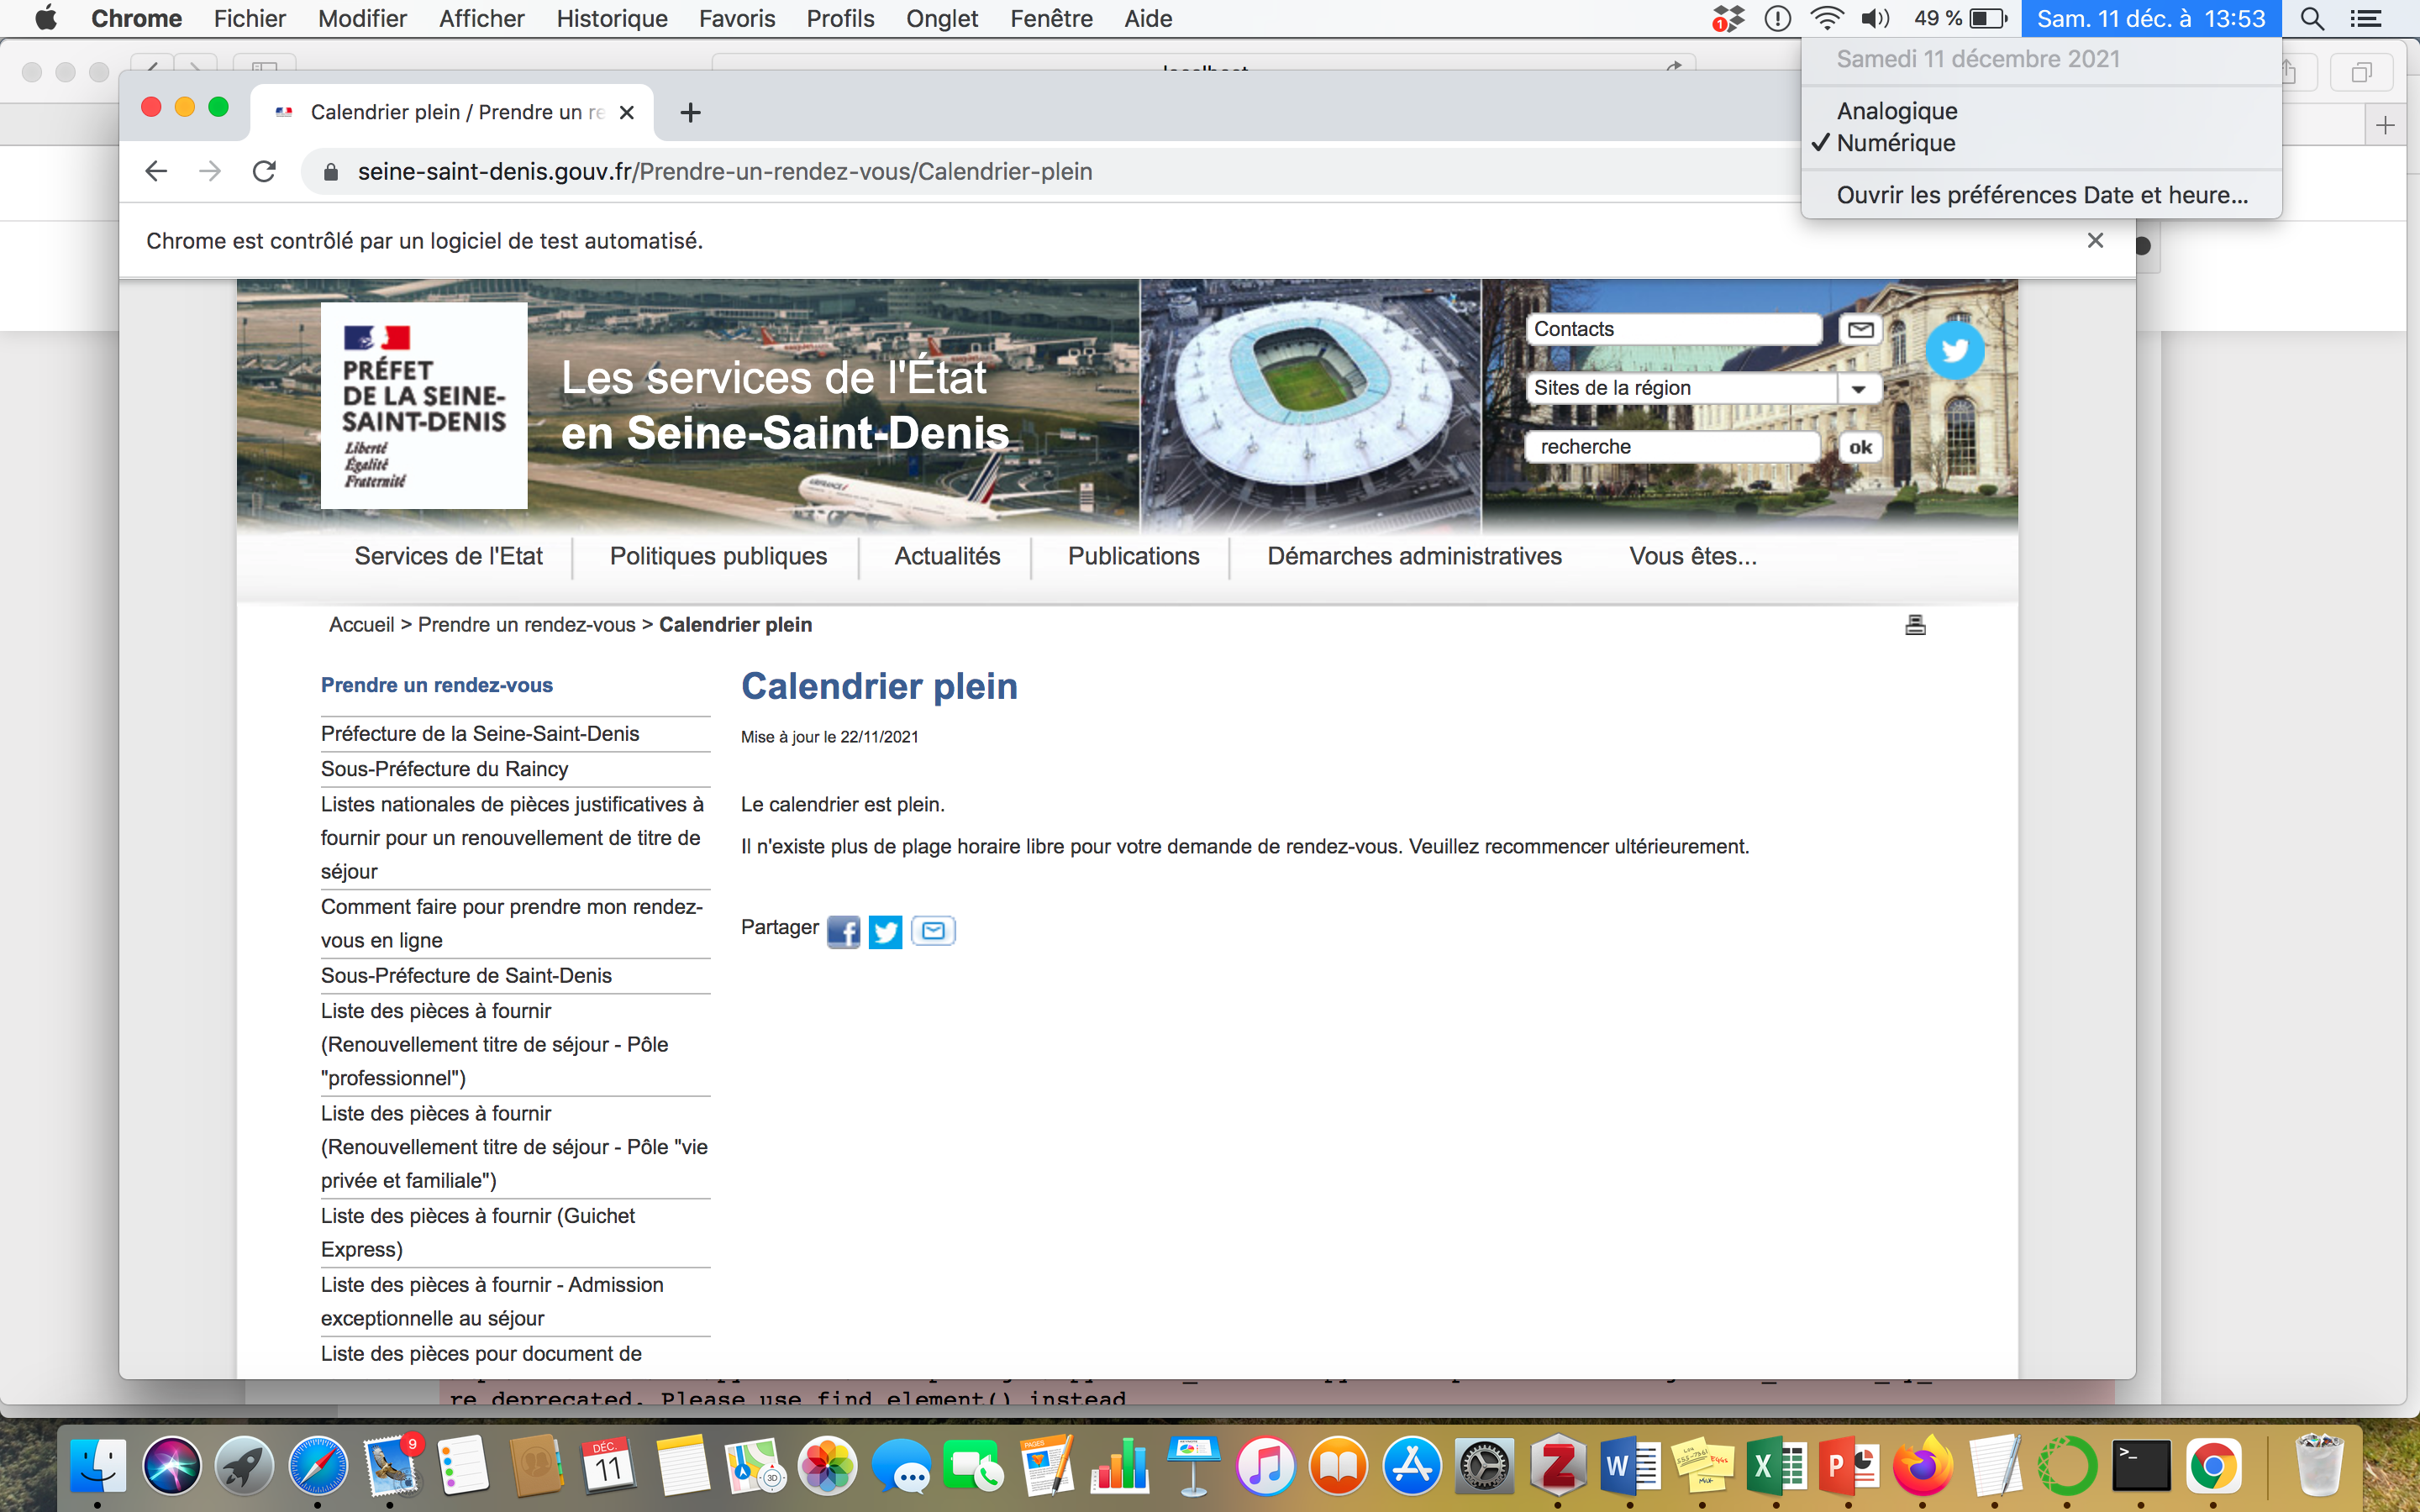 Chrome Fichier Modifier Afficher Historique Favoris Profils Onglet Fenêtre Aide
1 49 % Sam. 11 déc. à 13:53
Samedi 11 décembre 2021
Analogique
✓ Numérique
Ouvrir les préférences Date et heure...
Calendrier plein / Prendre un re
seine-saint-denis.gouv.fr/Prendre-un-rendez-vous/Calendrier-plein
Chrome est contrôlé par un logiciel de test automatisé.
PRÉFET
DE LA SEINE-
SAINT-DENIS
Liberté
Égalité
Fraternité
Les services de l'État
en Seine-Saint-Denis
Contacts
Sites de la région
recherche
ok
Services de l'Etat
Politiques publiques
Actualités
Publications
Démarches administratives
Vous êtes...
Accueil > Prendre un rendez-vous > Calendrier plein
Prendre un rendez-vous
Préfecture de la Seine-Saint-Denis
Sous-Préfecture du Raincy
Listes nationales de pièces justificatives à
fournir pour un renouvellement de titre de
séjour
Comment faire pour prendre mon rendez-
vous en ligne
Sous-Préfecture de Saint-Denis
Liste des pièces à fournir
(Renouvellement titre de séjour - Pôle
"professionnel")
Liste des pièces à fournir
(Renouvellement titre de séjour - Pôle "vie
privée et familiale")
Liste des pièces à fournir (Guichet
Express)
Liste des pièces à fournir - Admission
exceptionnelle au séjour
Liste des pièces pour document de
Calendrier plein
Mise à jour le 22/11/2021
Le calendrier est plein.
Il n'existe plus de plage horaire libre pour votre demande de rendez-vous. Veuillez recommencer ultérieurement.
Partager
re deprecated. Please use find_element() instead
9
DÉC.
11
3D
PAGES